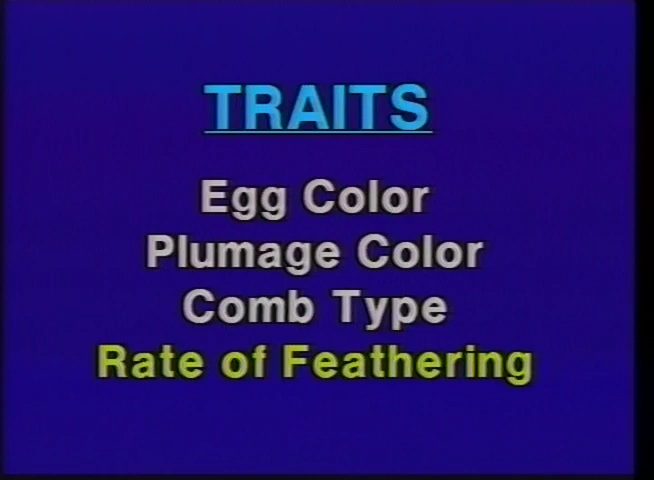 TRAITS
Egg Color
Plumage Color
Comb Type
Rate of Feathering